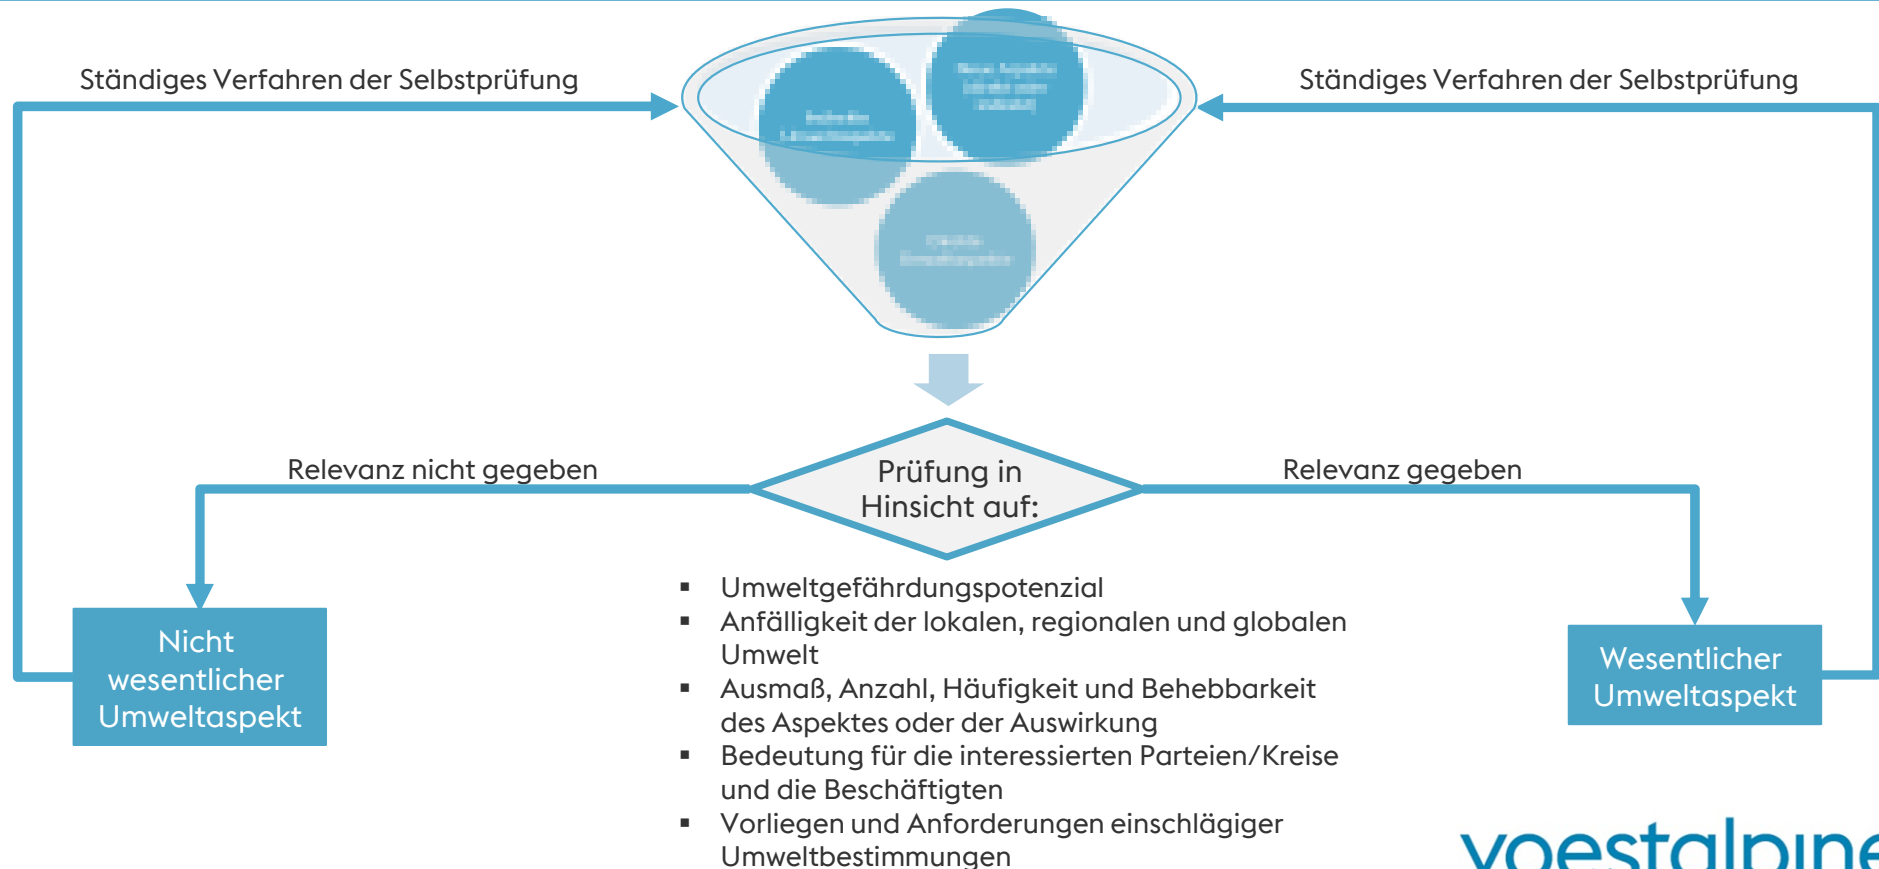 Ständiges Verfahren der Selbstprüfung
Ständiges Verfahren der Selbstprüfung
Relevanz nicht gegeben
Prüfung in
Hinsicht auf:
Relevanz gegeben
Nicht
wesentlicher
Umweltaspekt
▪ Umweltgefährdungspotenzial
▪ Anfälligkeit der lokalen, regionalen und globalen
Umwelt
▪ Ausmaß, Anzahl, Häufigkeit und Behebbarkeit
des Aspektes oder der Auswirkung
▪ Bedeutung für die interessierten Parteien/Kreise
und die Beschäftigten
▪ Vorliegen und Anforderungen einschlägiger
Umweltbestimmungen
Wesentlicher
Umweltaspekt
voestalpine